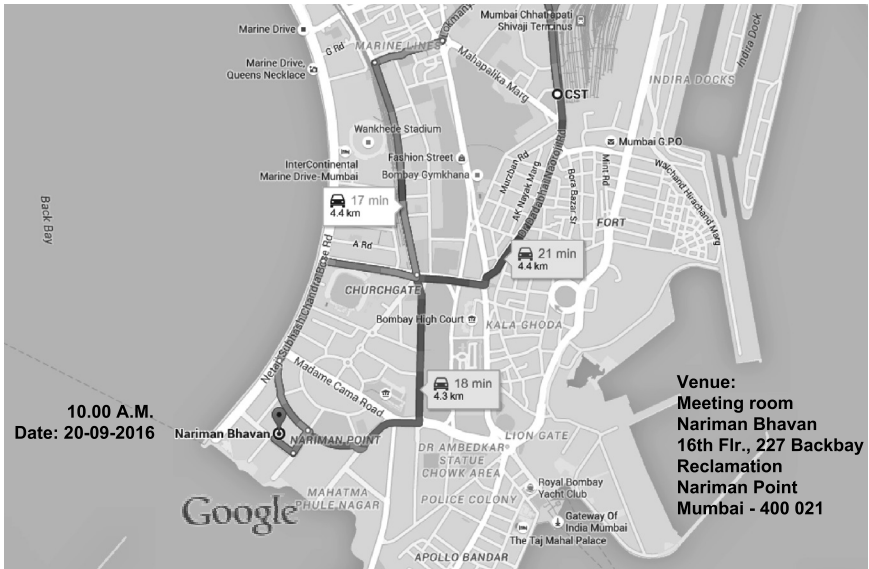 Mumbai Chhatrapati
Shivaji Terminus
Marine Drive
G Rd
MARINE LINES
Lokmany
Indira Dock
Marine Drive,
Queens Necklace
Mahapalika Marg
INDIRA DOCKS
CST
Wankhede Stadium
Mumbai G.P.O
Fashion Street
InterContinental
Marine Drive-Mumbai
Bombay Gymkhana
Murzban Rd
AK Nayak Marg
Dadabhai Naoroji Rd
Bora Bazar St
Mint Rd
Walchand Hirachand Marg
17 min
4.4 km
Back Bay
FORT
A Rd
21 min
4.4 km
Netaji Subhash Chandra Bose Rd
CHURCHGATE
Bombay High Court
KALA GHODA
Madame Cama Road
18 min
4.3 km
10.00 A.M.
Date: 20-09-2016
Nariman Bhavan
NARIMAN POINT
DR AMBEDKAR
STATUE
CHOWK AREA
LION GATE
Venue:
Meeting room
Nariman Bhavan
16th Flr., 227 Backbay
Reclamation
Nariman Point
Mumbai - 400 021
MAHATMA
PHULE NAGAR
POLICE COLONY
Royal Bombay
Yacht Club
Google
Gateway Of
India Mumbai
The Taj Mahal Palace
APOLLO BANDAR